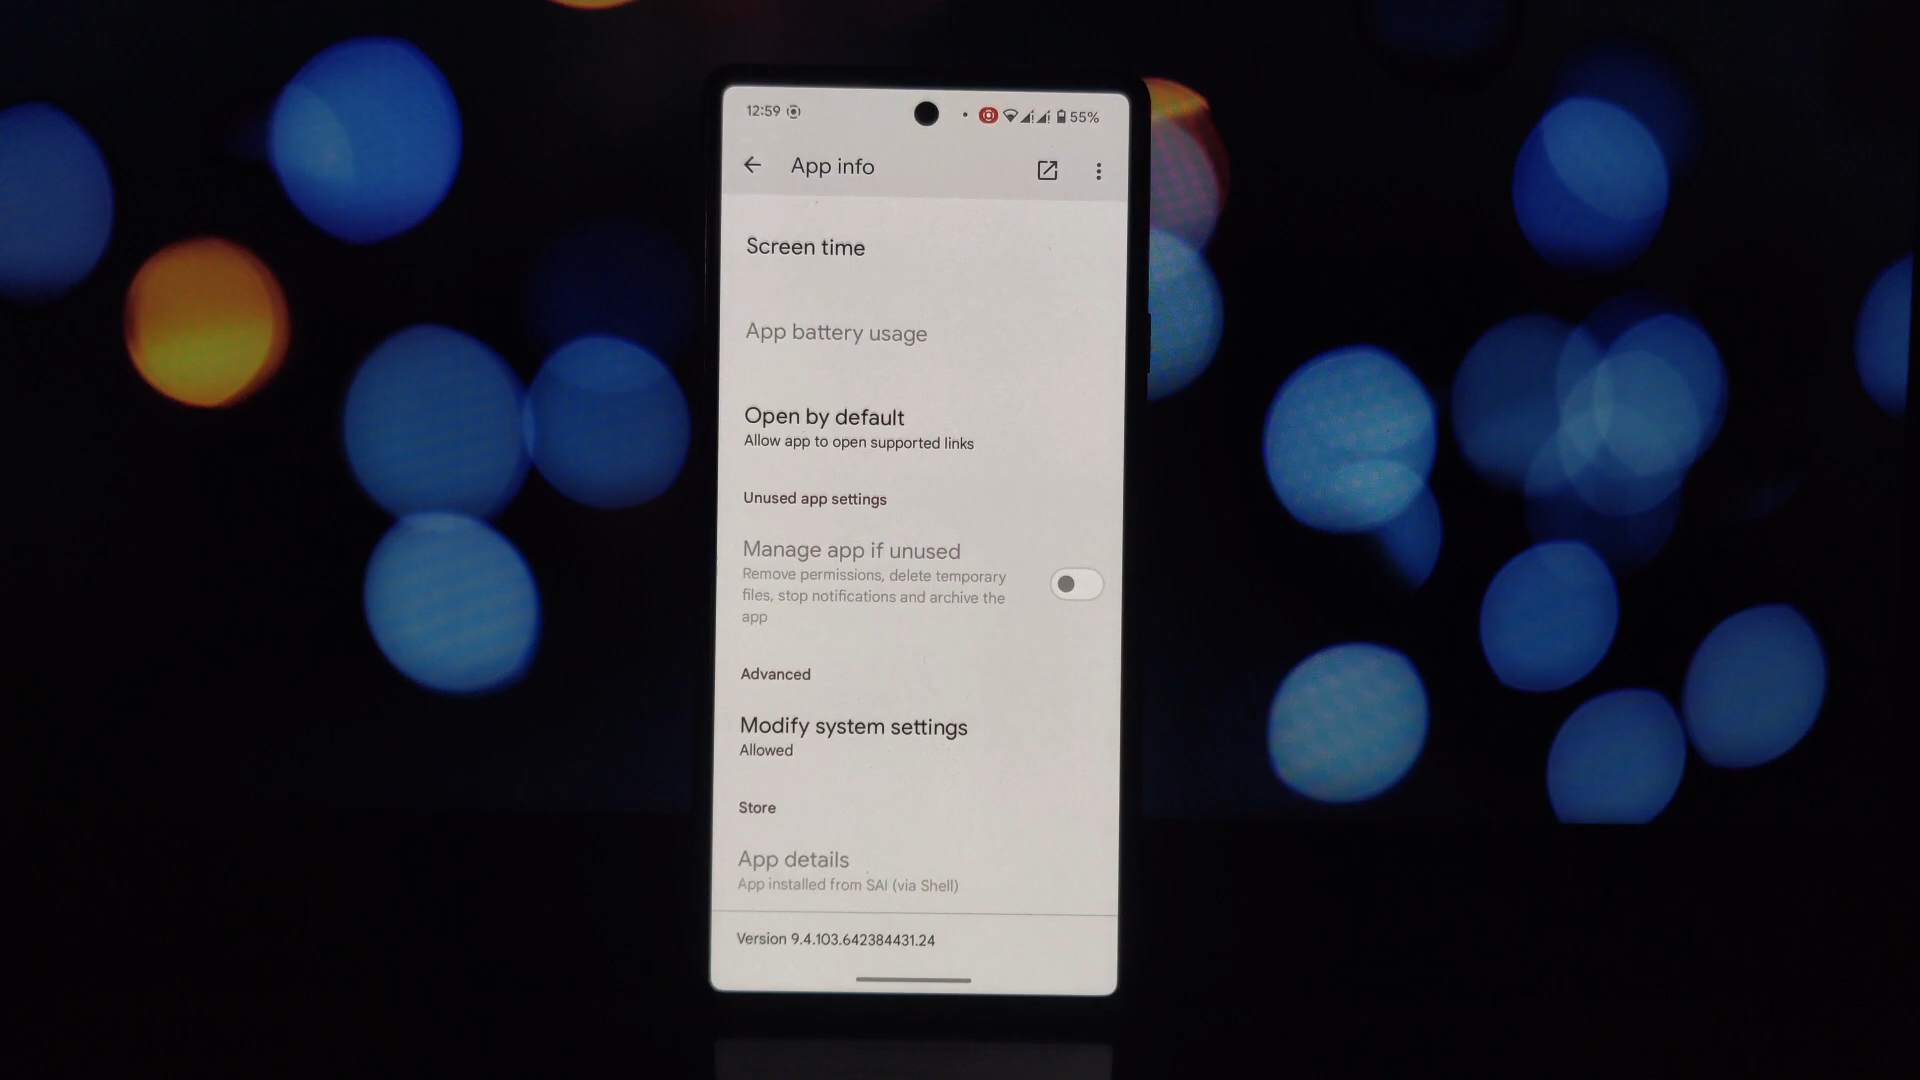 12:59 55%
App info
Screen time
App battery usage
Open by default
Allow app to open supported links
Unused app settings
Manage app if unused
Remove permissions, delete temporary
files, stop notifications and archive the
app
Advanced
Modify system settings
Allowed
Store
App details
App installed from SAI (via Shell)
Version 9.4.103.642384431.24